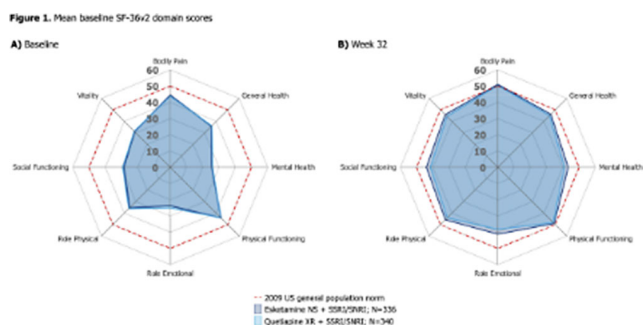 Figure 1. Mean baseline SF-36v2 domain scores
A) Baseline
B) Week 32
Bodily Pain
60
50
40
30
20
10
0
Vitality
General Health
Social Functioning
Mental Health
Role Physical
Physical Functioning
Role Emotional
Bodily Pain
60
50
40
30
20
10
0
Vitality
General Health
Social Functioning
Mental Health
Role Physical
Physical Functioning
Role Emotional
2009 US general population norm
Esketamine NS + SSRI/SNRI; N=336
Quetiapine XR + SSRI/SNRI; N=340